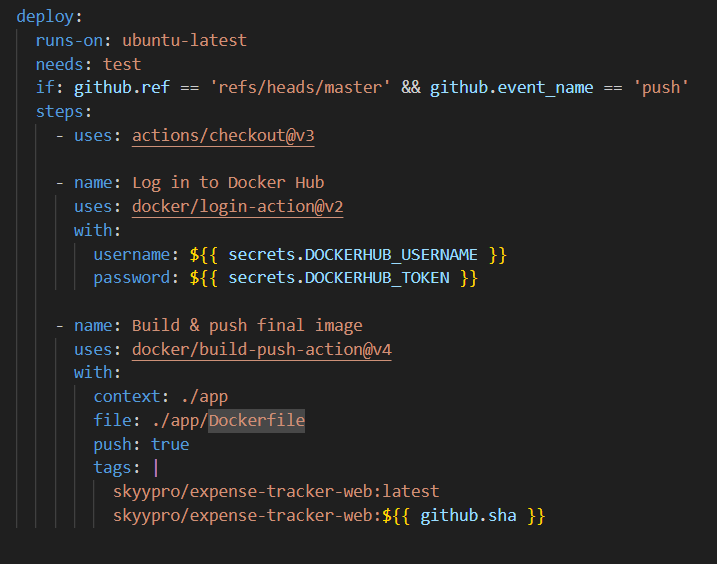 deploy:
runs-on: ubuntu-latest
needs: test
if: github.ref == 'refs/heads/master' && github.event_name == 'push'
steps:
- uses: actions/checkout@v3
- name: Log in to Docker Hub
uses: docker/login-action@v2
with:
username: ${{ secrets.DOCKERHUB_USERNAME }}
password: ${{ secrets.DOCKERHUB_TOKEN }}
- name: Build & push final image
uses: docker/build-push-action@v4
with:
context: ./app
file: ./app/Dockerfile
push: true
tags: |
skyypro/expense-tracker-web:latest
skyypro/expense-tracker-web:${{ github.sha }}